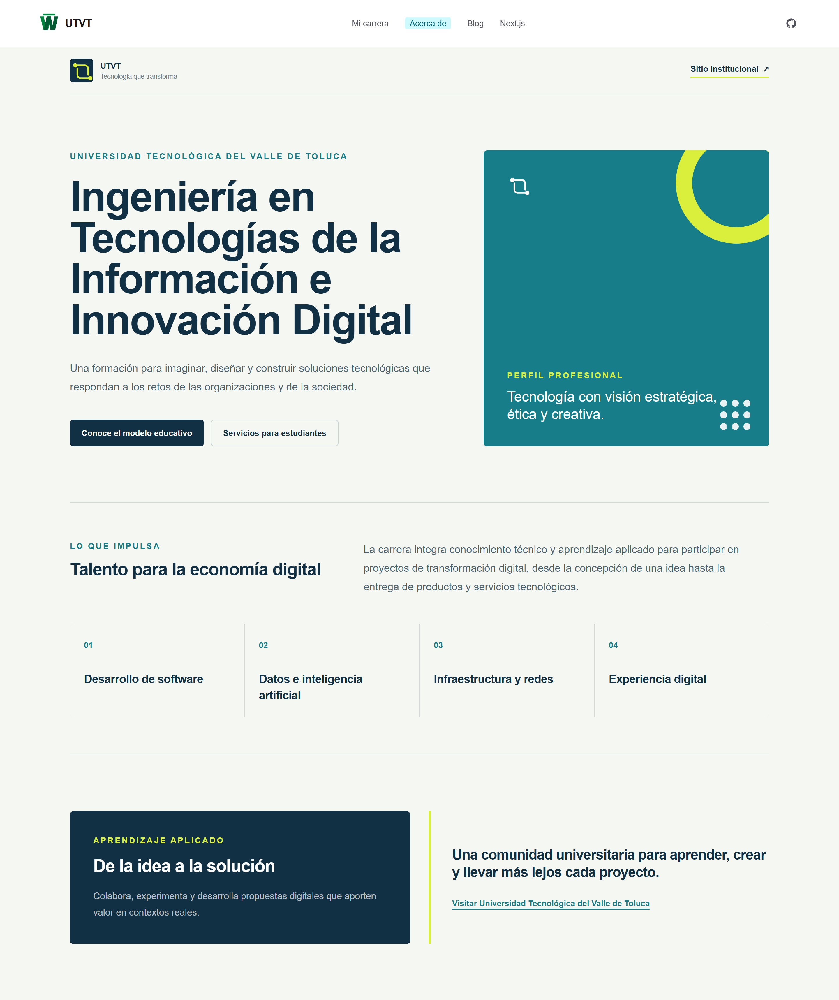 UTVT
Mi carrera
Acerca de
Blog
Next.js
UTVT
Tecnología que transforma
Sitio institucional ↗
UNIVERSIDAD TECNOLÓGICA DEL VALLE DE TOLUCA
Ingeniería en
Tecnologías de la
Información e
Innovación Digital
Una formación para imaginar, diseñar y construir soluciones tecnológicas que
respondan a los retos de las organizaciones y de la sociedad.
Conoce el modelo educativo
Servicios para estudiantes
PERFIL PROFESIONAL
Tecnología con visión estratégica,
ética y creativa.
LO QUE IMPULSA
Talento para la economía digital
La carrera integra conocimiento técnico y aprendizaje aplicado para participar en
proyectos de transformación digital, desde la concepción de una idea hasta la
entrega de productos y servicios tecnológicos.
01
Desarrollo de software
02
Datos e inteligencia
artificial
03
Infraestructura y redes
04
Experiencia digital
APRENDIZAJE APLICADO
De la idea a la solución
Colabora, experimenta y desarrolla propuestas digitales que aporten
valor en contextos reales.
Una comunidad universitaria para aprender, crear
y llevar más lejos cada proyecto.
Visitar Universidad Tecnológica del Valle de Toluca